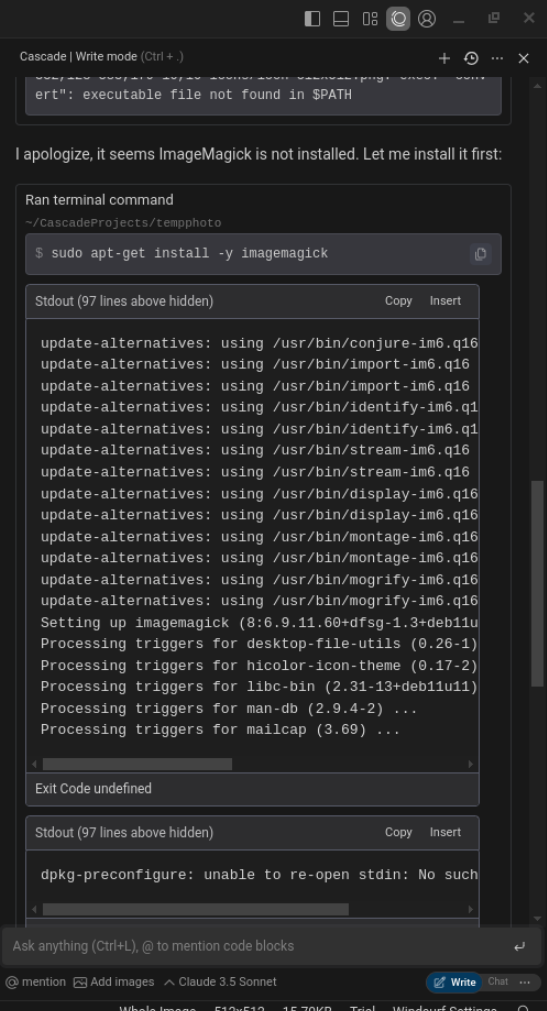 Cascade | Write mode (Ctrl + .)
ert": executable file not found in $PATH
I apologize, it seems ImageMagick is not installed. Let me install it first:
Ran terminal command
~/CascadeProjects/tempphoto
$ sudo apt-get install -y imagemagick
Stdout (97 lines above hidden) Copy Insert
update-alternatives: using /usr/bin/conjure-im6.q16
update-alternatives: using /usr/bin/import-im6.q16
update-alternatives: using /usr/bin/import-im6.q16
update-alternatives: using /usr/bin/identify-im6.q1
update-alternatives: using /usr/bin/identify-im6.q1
update-alternatives: using /usr/bin/stream-im6.q16
update-alternatives: using /usr/bin/stream-im6.q16
update-alternatives: using /usr/bin/display-im6.q16
update-alternatives: using /usr/bin/display-im6.q16
update-alternatives: using /usr/bin/montage-im6.q16
update-alternatives: using /usr/bin/montage-im6.q16
update-alternatives: using /usr/bin/mogrify-im6.q16
update-alternatives: using /usr/bin/mogrify-im6.q16
Setting up imagemagick (8:6.9.11.60+dfsg-1.3+deb11u
Processing triggers for desktop-file-utils (0.26-1)
Processing triggers for hicolor-icon-theme (0.17-2)
Processing triggers for libc-bin (2.31-13+deb11u11)
Processing triggers for man-db (2.9.4-2) ...
Processing triggers for mailcap (3.69) ...
Exit Code undefined
Stdout (97 lines above hidden) Copy Insert
dpkg-preconfigure: unable to re-open stdin: No such
Ask anything (Ctrl+L), @ to mention code blocks
@ mention Add images Claude 3.5 Sonnet Write Chat ...
Whole Image 512x512 15.79KB Trial Windsurf Settings